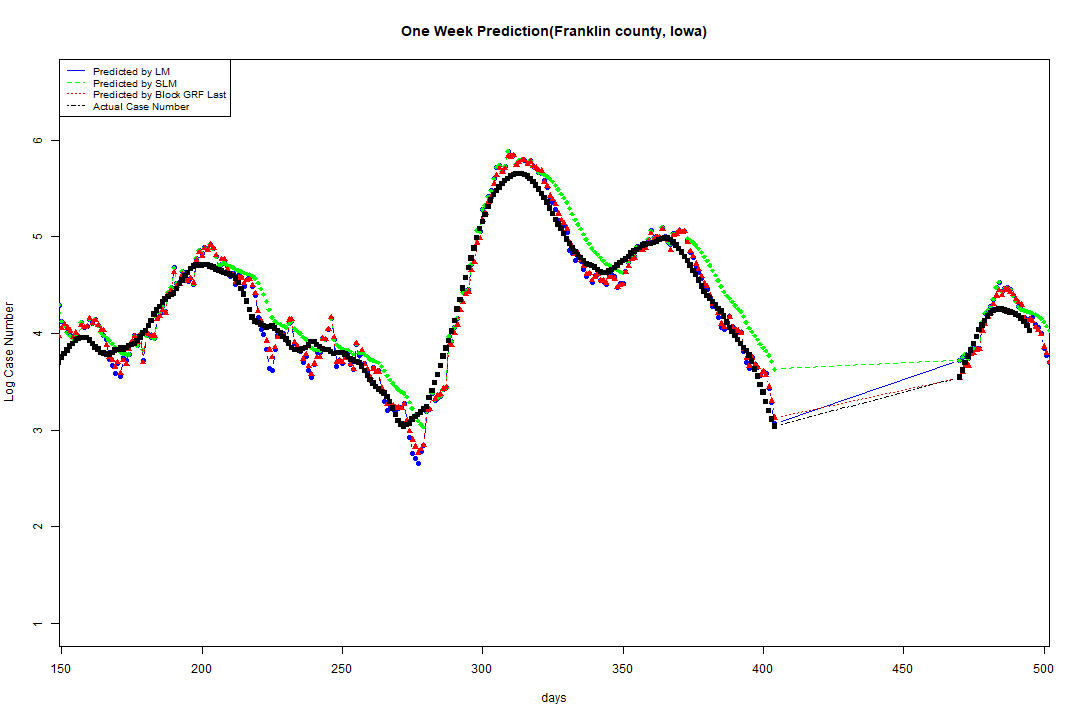 One Week Prediction(Franklin county, Iowa)
Predicted by LM
Predicted by SLM
Predicted by Block GRF Last
Actual Case Number
Log Case Number
6
5
4
3
2
1
150 200 250 300 350 400 450 500
days